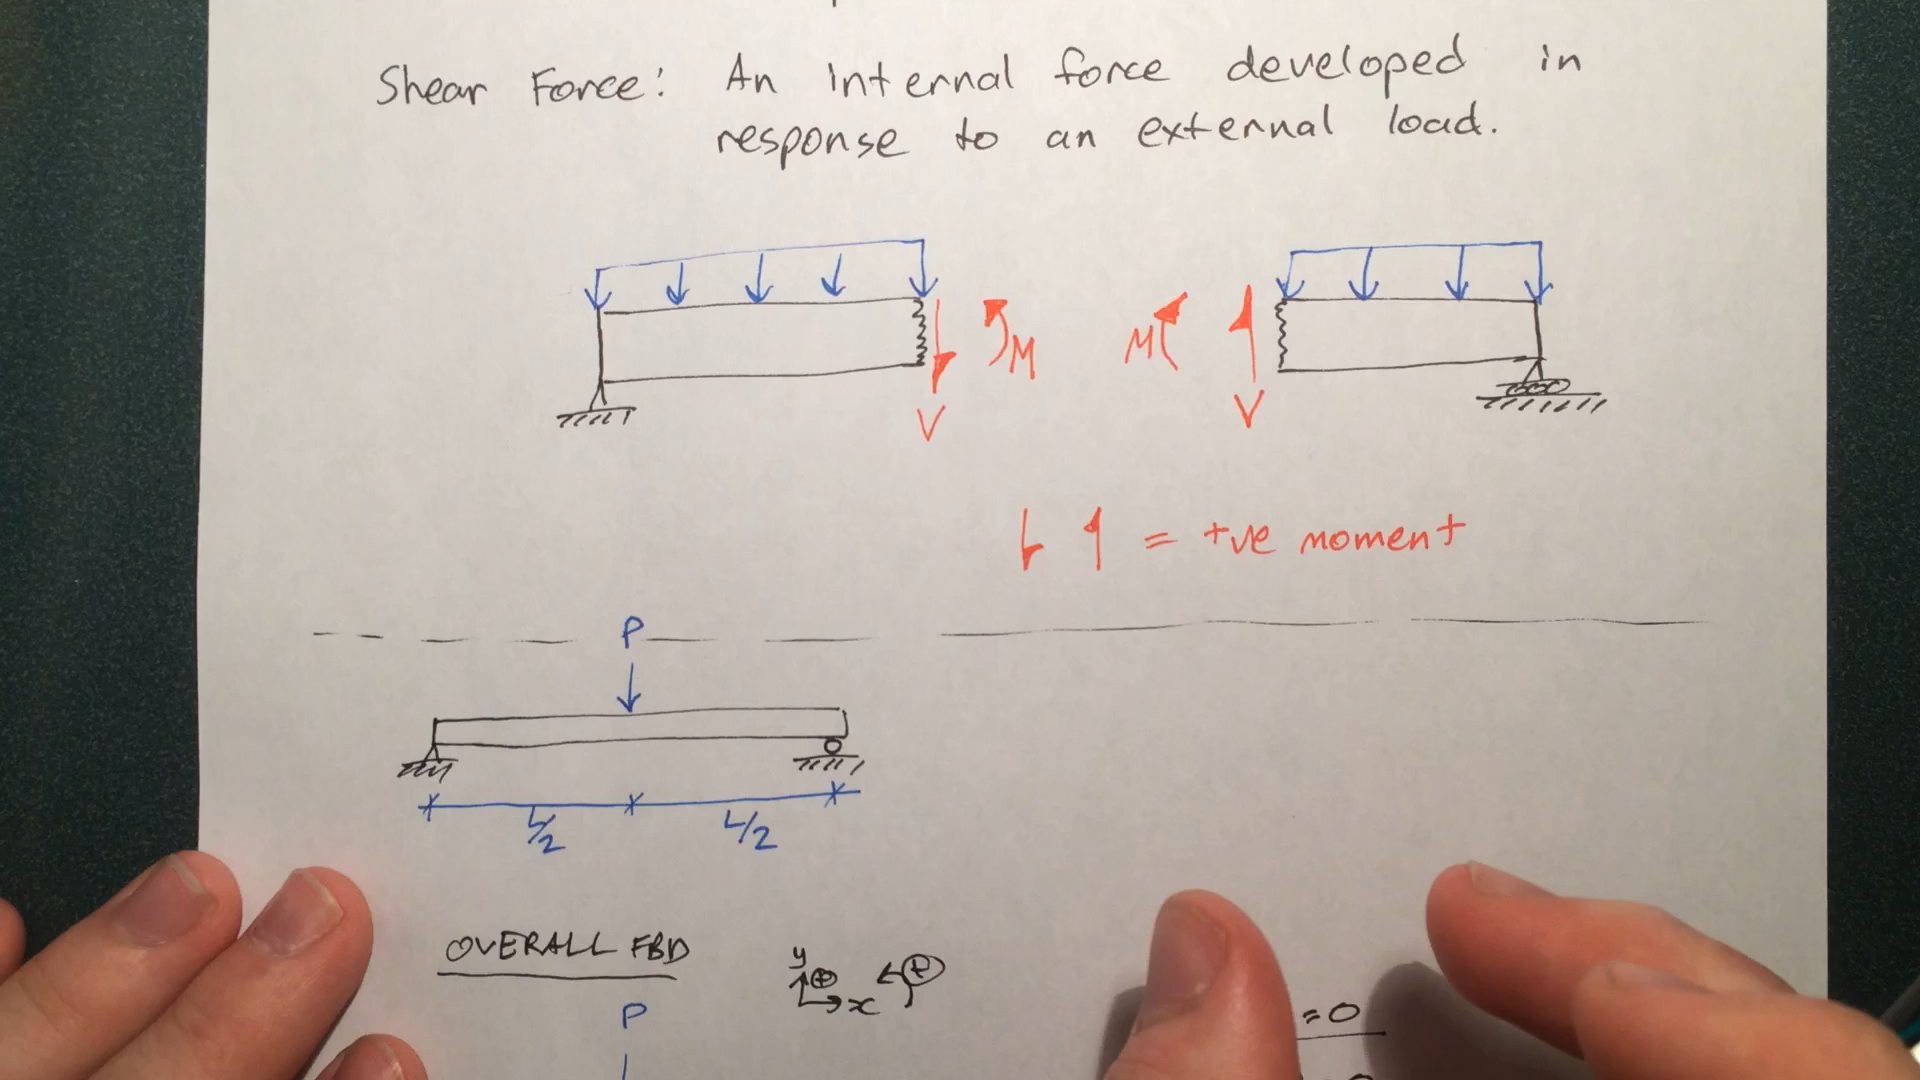 Shear Force: An internal force developed in
response to an external load.
M
M
V
V
= +ve moment
P
L/2
L/2
OVERALL FBD
y
x
P
=0